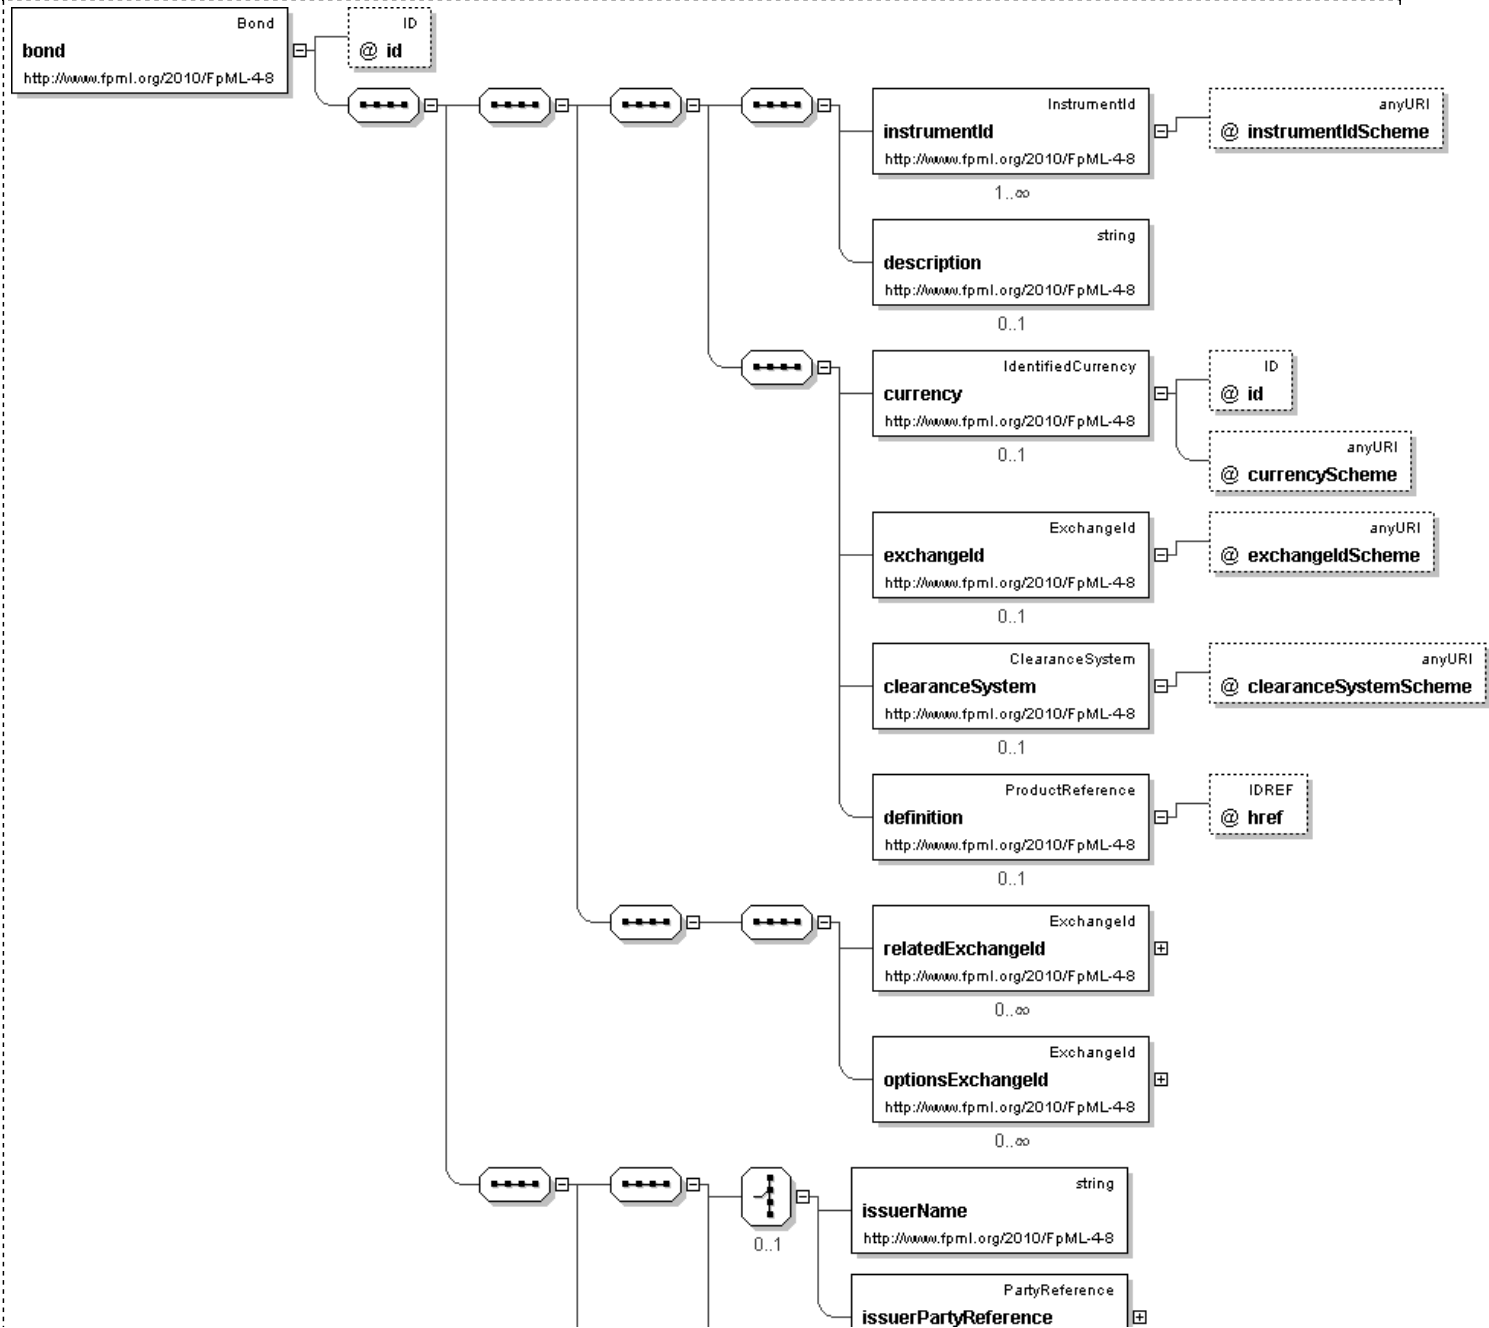 Bond
bond
http://www.fpml.org/2010/FpML-4-8
ID
@ id
InstrumentId
instrumentId
http://www.fpml.org/2010/FpML-4-8
1..∞
anyURI
@ instrumentIdScheme
string
description
http://www.fpml.org/2010/FpML-4-8
0..1
IdentifiedCurrency
currency
http://www.fpml.org/2010/FpML-4-8
0..1
ID
@ id
anyURI
@ currencyScheme
ExchangeId
exchangeId
http://www.fpml.org/2010/FpML-4-8
0..1
anyURI
@ exchangeIdScheme
ClearanceSystem
clearanceSystem
http://www.fpml.org/2010/FpML-4-8
0..1
anyURI
@ clearanceSystemScheme
ProductReference
definition
http://www.fpml.org/2010/FpML-4-8
0..1
IDREF
@ href
ExchangeId
relatedExchangeId
http://www.fpml.org/2010/FpML-4-8
0..∞
ExchangeId
optionsExchangeId
http://www.fpml.org/2010/FpML-4-8
0..∞
0..1
string
issuerName
http://www.fpml.org/2010/FpML-4-8
PartyReference
issuerPartyReference